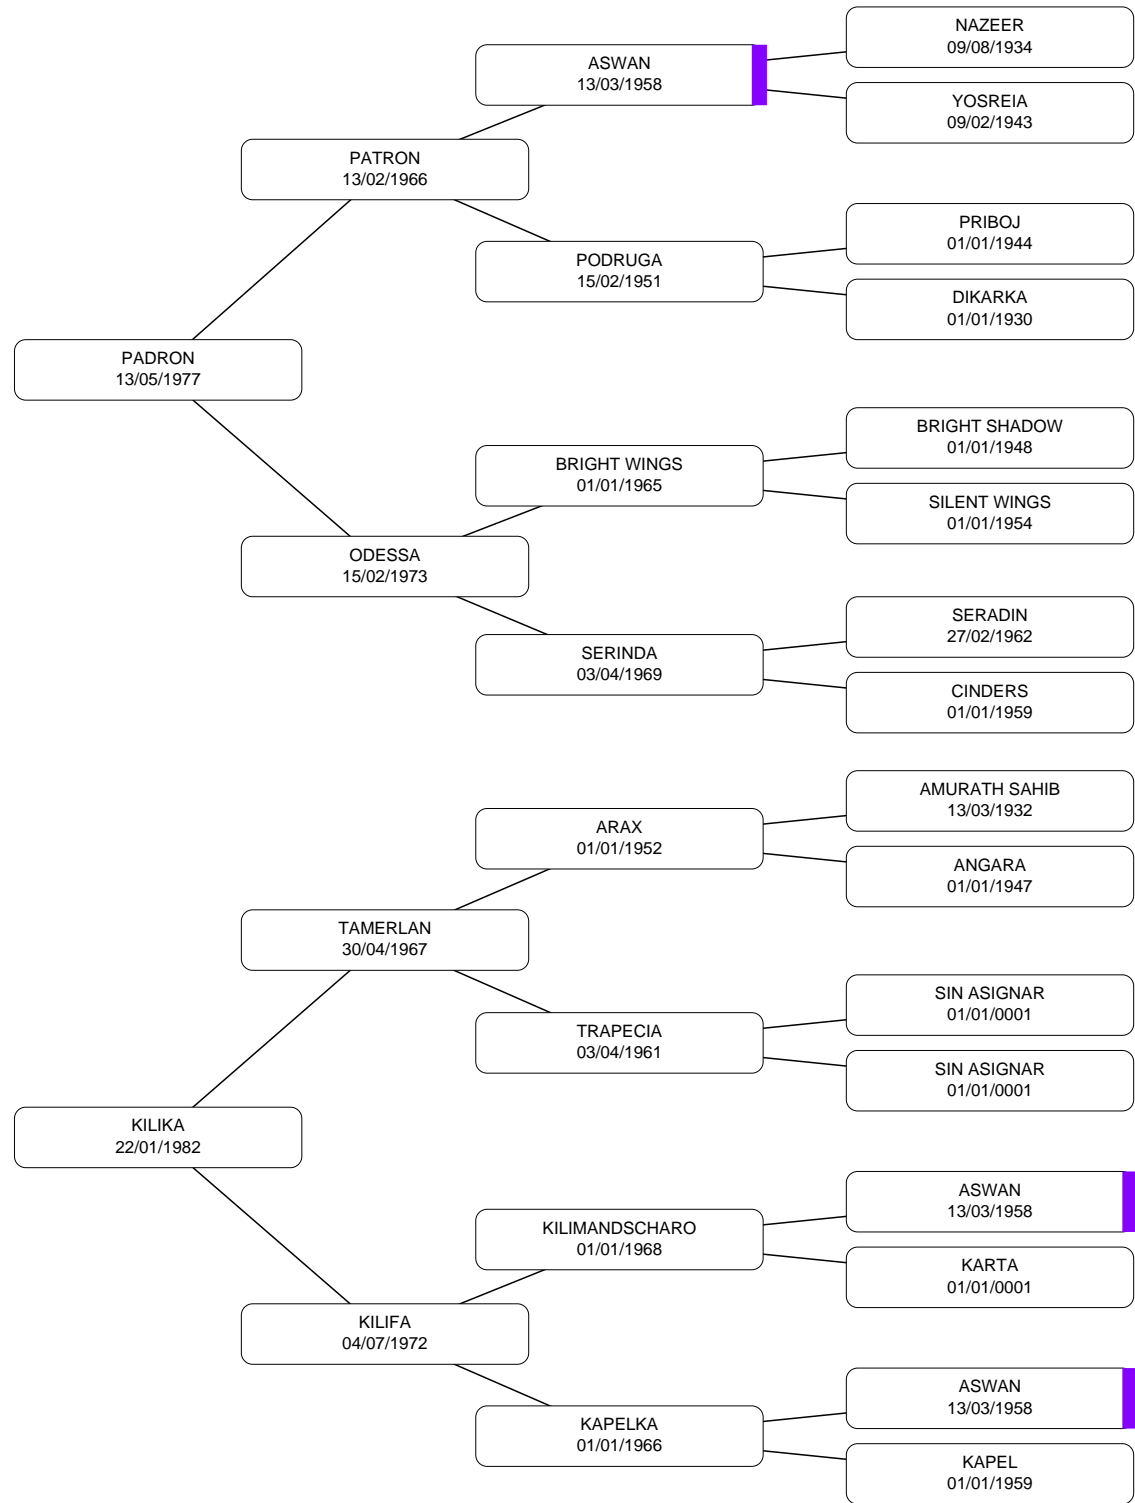 NAZEER
09/08/1934
ASWAN
13/03/1958
YOSREIA
09/02/1943
PATRON
13/02/1966
PRIBOJ
01/01/1944
PODRUGA
15/02/1951
DIKARKA
01/01/1930
PADRON
13/05/1977
BRIGHT SHADOW
01/01/1948
BRIGHT WINGS
01/01/1965
SILENT WINGS
01/01/1954
ODESSA
15/02/1973
SERADIN
27/02/1962
SERINDA
03/04/1969
CINDERS
01/01/1959
AMURATH SAHIB
13/03/1932
ARAX
01/01/1952
ANGARA
01/01/1947
TAMERLAN
30/04/1967
SIN ASIGNAR
01/01/0001
TRAPECIA
03/04/1961
SIN ASIGNAR
01/01/0001
KILIKA
22/01/1982
ASWAN
13/03/1958
KILIMANDSCHARO
01/01/1968
KARTA
01/01/0001
KILIFA
04/07/1972
ASWAN
13/03/1958
KAPELKA
01/01/1966
KAPEL
01/01/1959